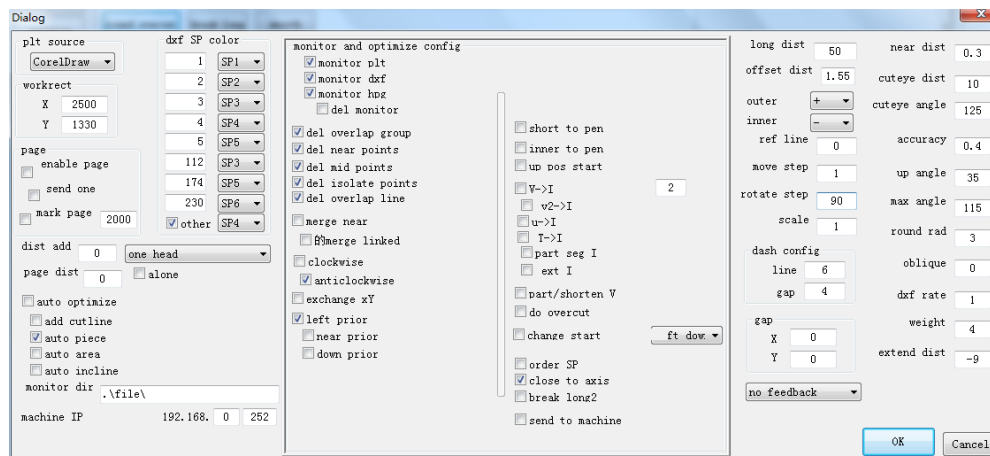 Dialog
plt source
CorelDraw
workrect
X 2500
Y 1330
page
enable page
send one
mark page 2000
dist add 0 one head
page dist 0 alone
auto optimize
add cutline
auto piece
auto area
auto incline
monitor dir .\file\
machine IP 192.168. 0 252
dxf SP color
1 SP1
2 SP2
3 SP3
4 SP4
5 SP5
112 SP3
174 SP5
230 SP6
other SP4
monitor and optimize config
monitor plt
monitor dxf
monitor hpg
del monitor
del overlap group
del near points
del mid points
del isolate points
del overlap line
merge near
的merge linked
clockwise
anticlockwise
exchange xY
left prior
near prior
down prior
short to pen
inner to pen
up pos start
V->I 2
v2->I
u->I
T->I
part seg I
ext I
part/shorten V
do overcut
change start ft dow
order SP
close to axis
break long2
send to machine
long dist 50
offset dist 1.55
outer +
inner -
ref line 0
move step 1
rotate step 90
scale 1
dash config
line 6
gap 4
gap
X 0
Y 0
no feedback
near dist 0.3
cuteye dist 10
cuteye angle 125
accuracy 0.4
up angle 35
max angle 115
round rad 3
oblique 0
dxf rate 1
weight 4
extend dist -9
OK
Cancel